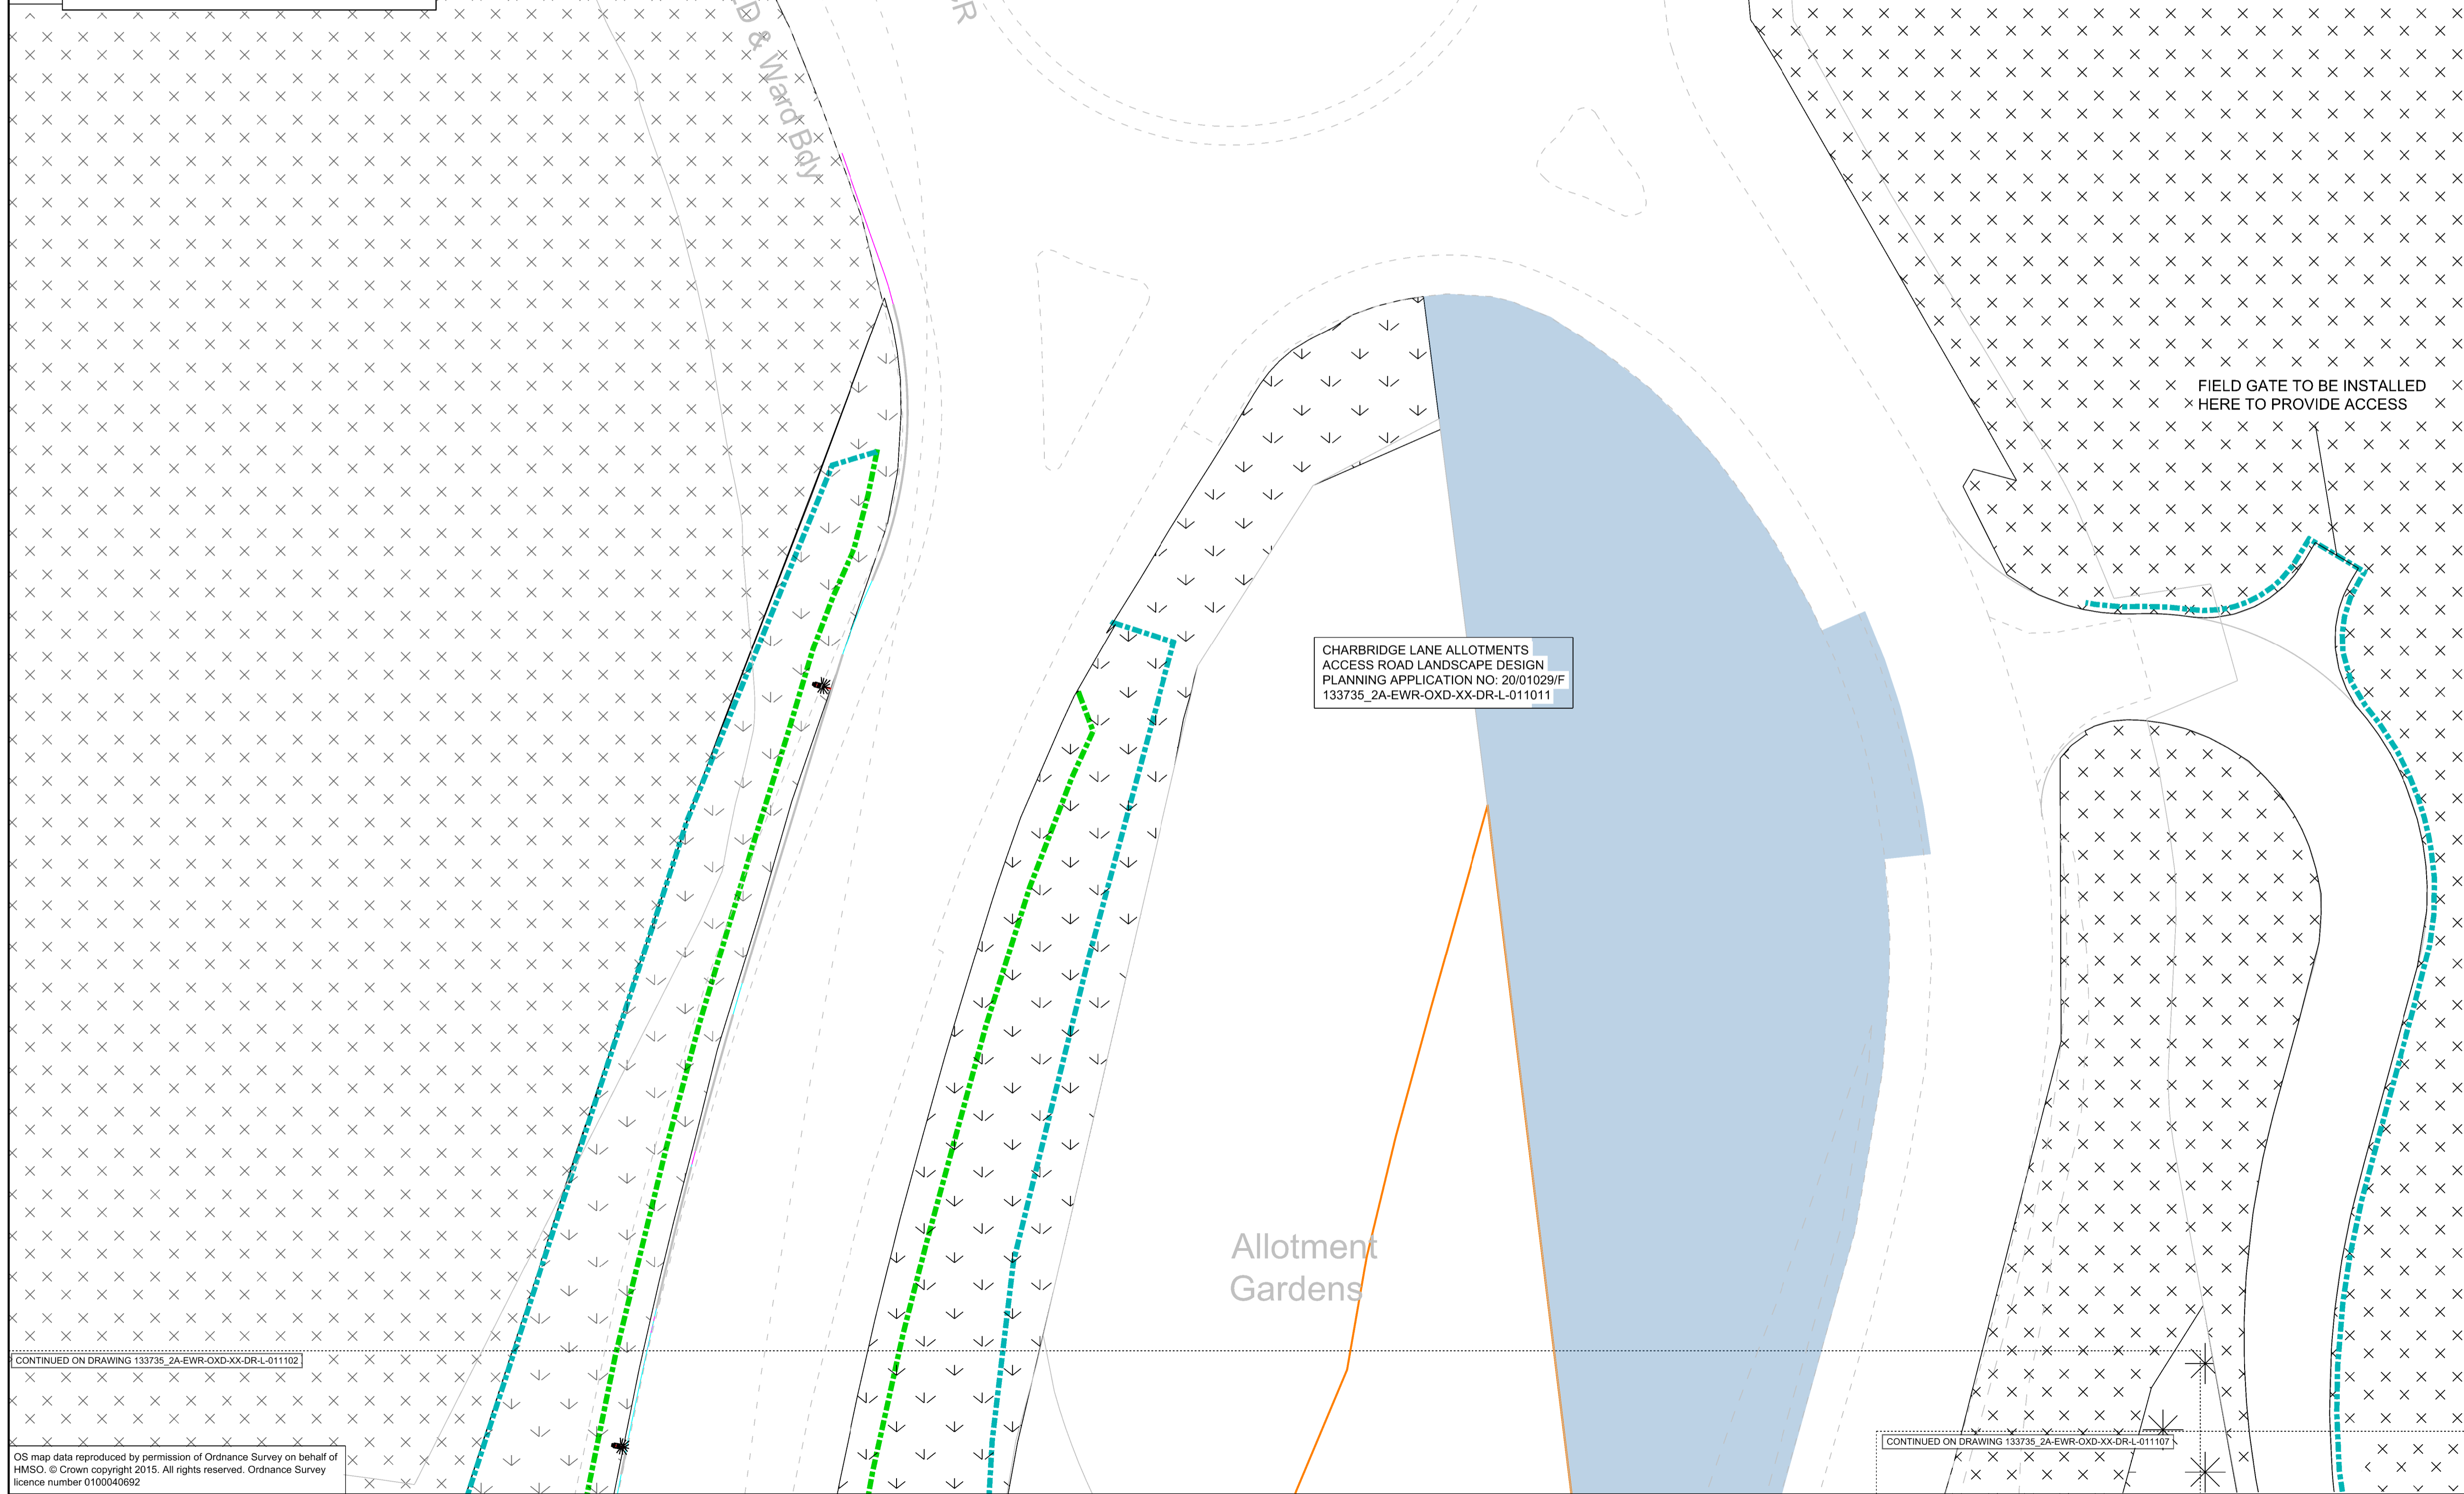 D & Ward Bdy
CR
FIELD GATE TO BE INSTALLED
HERE TO PROVIDE ACCESS
CHARBRIDGE LANE ALLOTMENTS
ACCESS ROAD LANDSCAPE DESIGN
PLANNING APPLICATION NO: 20/01029/F
133735_2A-EWR-OXD-XX-DR-L-011011
Allotment
Gardens
CONTINUED ON DRAWING 133735_2A-EWR-OXD-XX-DR-L-011102
CONTINUED ON DRAWING 133735_2A-EWR-OXD-XX-DR-L-011107
OS map data reproduced by permission of Ordnance Survey on behalf of
HMSO. © Crown copyright 2015. All rights reserved. Ordnance Survey
licence number 0100040692